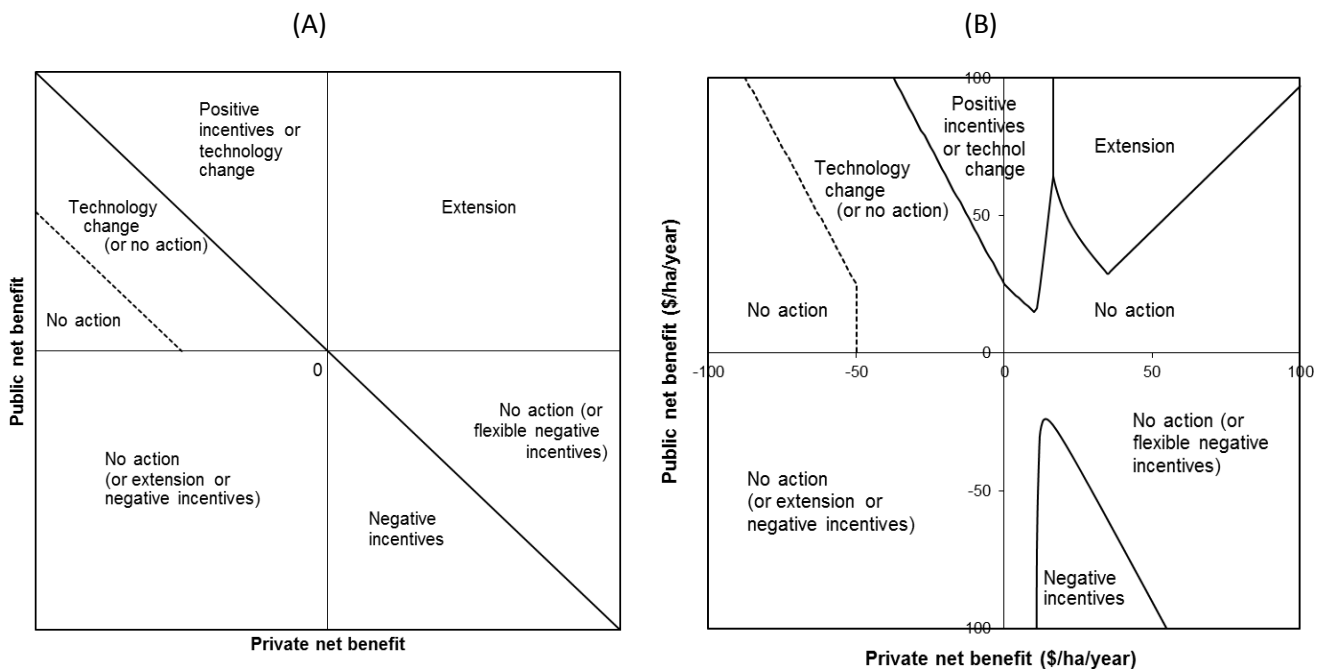 (A)
Positive
incentives or
technology
change
Extension
Technology
change
(or no action)
No action
0
No action (or
flexible negative
incentives)
No action
(or extension or
negative incentives)
Negative
incentives
Public net benefit
Private net benefit
(B)
100
Positive
incentives
or technol
change
Extension
Technology
change
(or no action)
50
No action
No action
0
-100
-50
0
50
100
No action (or
flexible negative
incentives)
No action
(or extension or
negative incentives)
-50
Negative
incentives
100
Public net benefit ($/ha/year)
Private net benefit ($/ha/year)